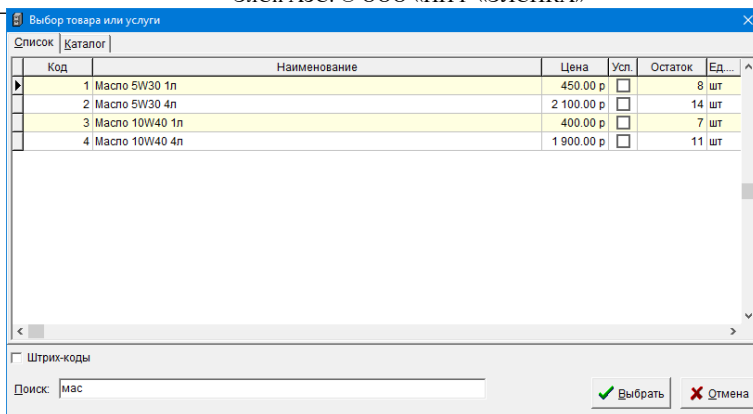 Выбор товара или услуги
Список Каталог
Код Наименование Цена Усл. Остаток Ед....
1 Масло 5W30 1л 450.00 р 8 шт
2 Масло 5W30 4л 2 100.00 р 14 шт
3 Масло 10W40 1л 400.00 р 7 шт
4 Масло 10W40 4л 1 900.00 р 11 шт
Штрих-коды
Поиск: мас Выбрать Отмена